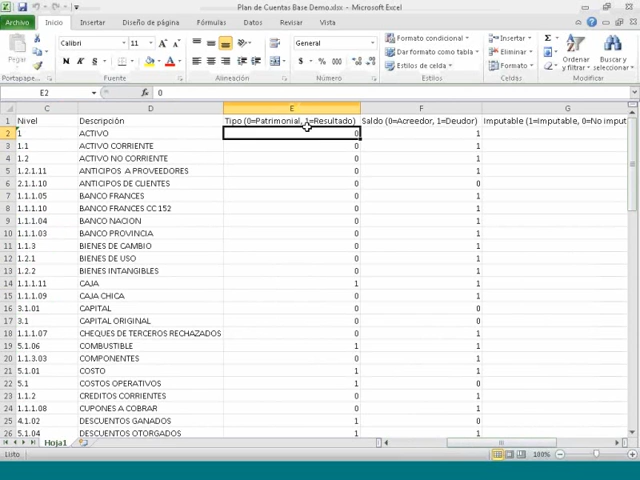 Plan de Cuentas Base Demo.xlsx - Microsoft Excel
Archivo Inicio Insertar Diseño de página Fórmulas Datos Revisar Vista
Calibri 11 General Formato condicional Insertar
Pegar Dar formato como tabla Eliminar Ordenar y filtrar Buscar y seleccionar
Estilos de celda Formato
Portapape... Fuente Alineación Número Estilos Celdas Modificar
E2 fx 0
C D E F G
1 Nivel Descripción Tipo (0=Patrimonial, 1=Resultado) Saldo (0=Acreedor, 1=Deudor) Imputable (1=Imputable, 0=No imput
2 1 ACTIVO 0 1
3 1.1 ACTIVO CORRIENTE 0 1
4 1.2 ACTIVO NO CORRIENTE 0 1
5 1.2.1.11 ANTICIPOS A PROVEEDORES 0 1
6 2.1.1.10 ANTICIPOS DE CLIENTES 0 0
7 1.1.1.05 BANCO FRANCES 0 1
8 1.1.1.10 BANCO FRANCES CC 152 0 1
9 1.1.1.04 BANCO NACION 0 1
10 1.1.1.03 BANCO PROVINCIA 0 1
11 1.1.3 BIENES DE CAMBIO 0 1
12 1.2.1 BIENES DE USO 0 1
13 1.2.2 BIENES INTANGIBLES 0 1
14 1.1.1.11 CAJA 1 1
15 1.1.1.09 CAJA CHICA 0 1
16 3.1.01 CAPITAL 0 0
17 3.1 CAPITAL ORIGINAL 0 0
18 1.1.1.07 CHEQUES DE TERCEROS RECHAZADOS 0 1
19 5.1.06 COMBUSTIBLE 1 1
20 1.1.3.03 COMPONENTES 0 1
21 5.1.01 COSTO 1 1
22 5.1 COSTOS OPERATIVOS 1 0
23 1.1.2 CREDITOS CORRIENTES 0 1
24 1.1.1.08 CUPONES A COBRAR 0 1
25 4.1.02 DESCUENTOS GANADOS 1 0
26 5.1.04 DESCUENTOS OTORGADOS 1 1
Hoja1
Listo 100%